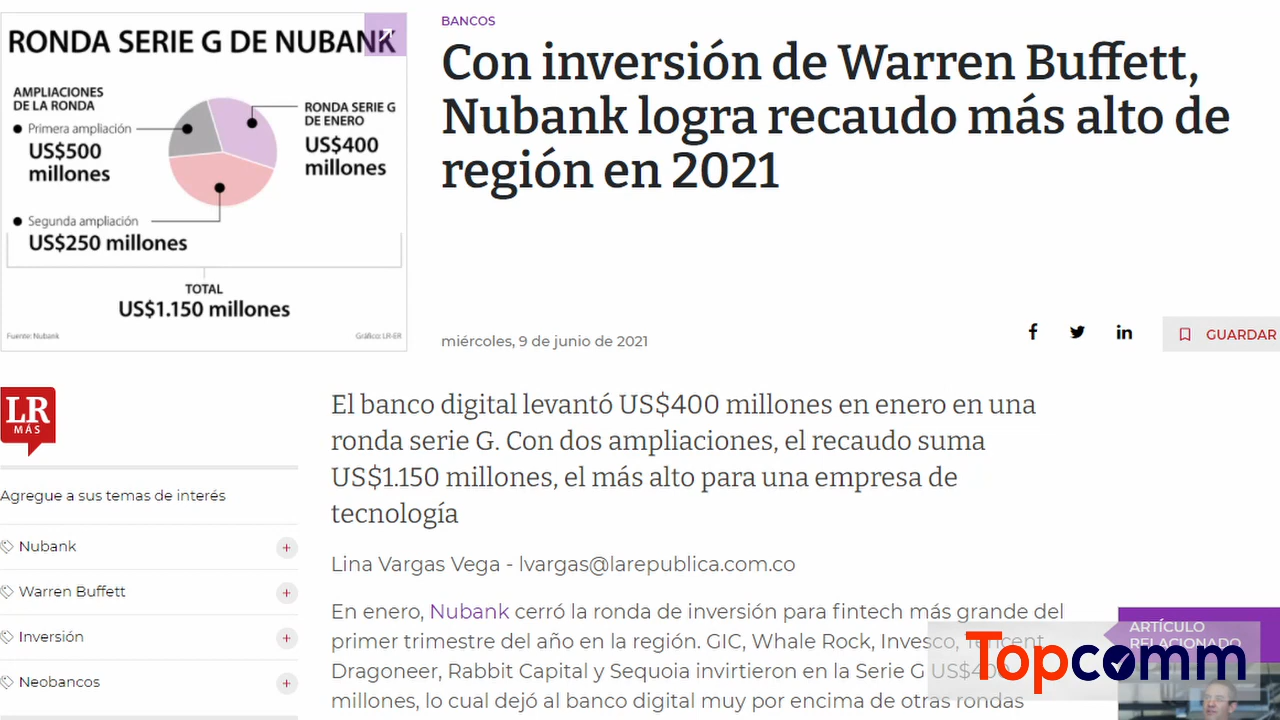 RONDA SERIE G DE NUBANK
AMPLIACIONES
DE LA RONDA
Primera ampliación
US$500
millones
RONDA SERIE G
DE ENERO
US$400
millones
Segunda ampliación
US$250 millones
TOTAL
US$1.150 millones
Fuente: Nubank
Gráfico: LR-ER
BANCOS
Con inversión de Warren Buffett,
Nubank logra recaudo más alto de
región en 2021
miércoles, 9 de junio de 2021
GUARDAR
LR
MÁS
Agregue a sus temas de interés
Nubank
Warren Buffett
Inversión
Neobancos
El banco digital levantó US$400 millones en enero en una
ronda serie G. Con dos ampliaciones, el recaudo suma
US$1.150 millones, el más alto para una empresa de
tecnología
Lina Vargas Vega - lvargas@larepublica.com.co
En enero, Nubank cerró la ronda de inversión para fintech más grande del
primer trimestre del año en la región. GIC, Whale Rock, Invesco, Tencent
Dragoneer, Rabbit Capital y Sequoia invirtieron en la Serie G US$400
millones, lo cual dejó al banco digital muy por encima de otras rondas
ARTÍCULO
RELACIONADO
Topcomm